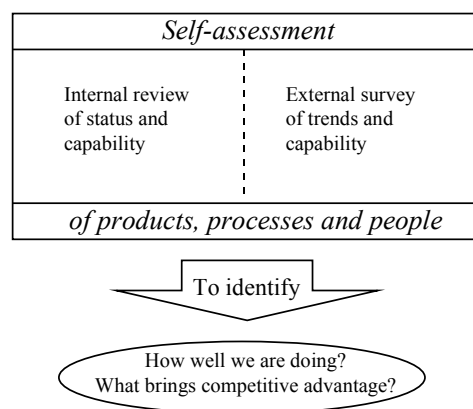 Self-assessment
Internal review
of status and
capability
External survey
of trends and
capability
of products, processes and people
To identify
How well we are doing?
What brings competitive advantage?